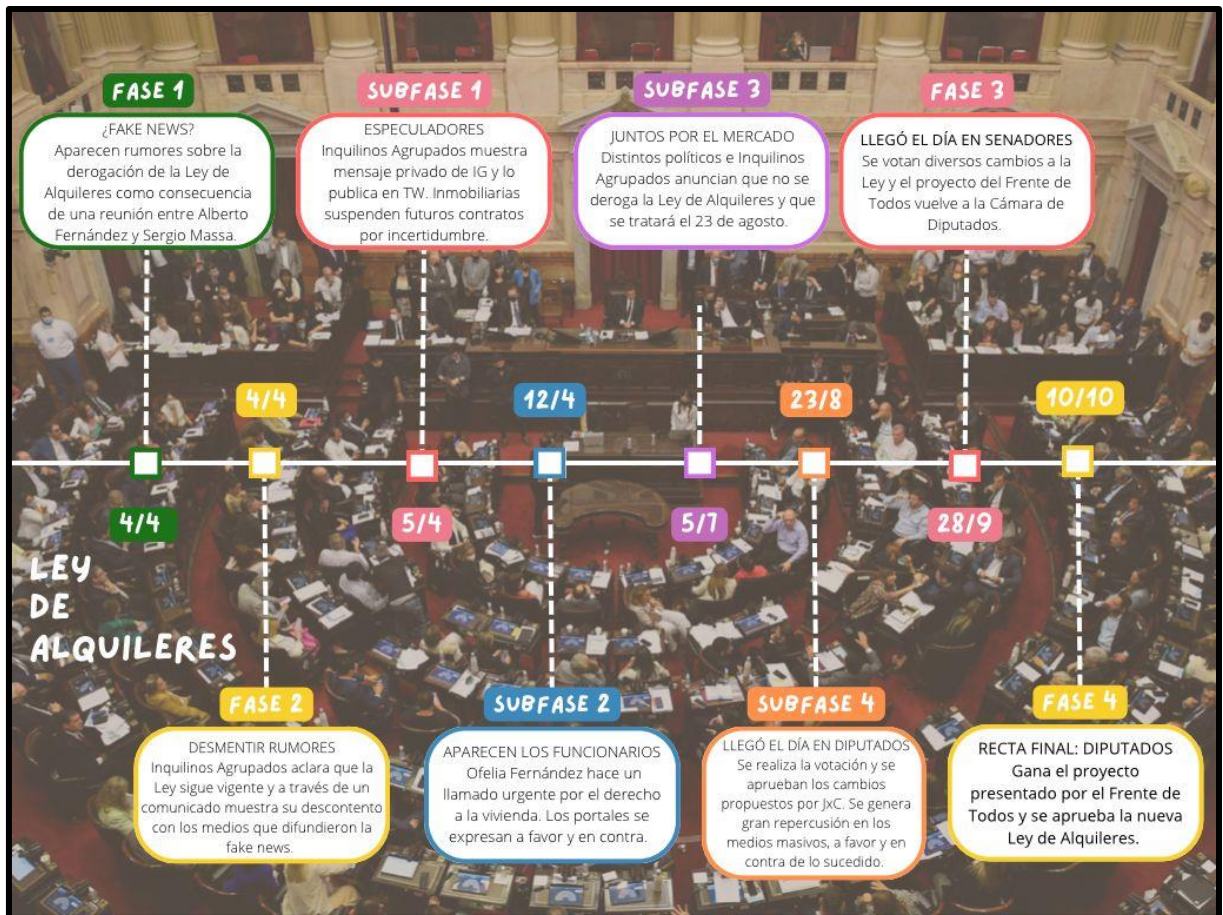 FASE 1
¿FAKE NEWS?
Aparecen rumores sobre la
derogación de la Ley de
Alquileres como consecuencia
de una reunión entre Alberto
Fernández y Sergio Massa.
SUBFASE 1
ESPECULADORES
Inquilinos Agrupados muestra
mensaje privado de IG y lo
publica en TW. Inmobiliarias
suspenden futuros contratos
por incertidumbre.
SUBFASE 3
JUNTOS POR EL MERCADO
Distintos políticos e Inquilinos
Agrupados anuncian que no se
deroga la Ley de Alquileres y que
se tratará el 23 de agosto.
FASE 3
LLEGÓ EL DÍA EN SENADORES
Se votan diversos cambios a la
Ley y el proyecto del Frente de
Todos vuelve a la Cámara de
Diputados.
4/4
12/4
23/8
10/10
4/4
5/4
5/7
28/9
LEY
DE
ALQUILERES
FASE 2
DESMENTIR RUMORES
Inquilinos Agrupados aclara que la
Ley sigue vigente y a través de un
comunicado muestra su descontento
con los medios que difundieron la
fake news.
SUBFASE 2
APARECEN LOS FUNCIONARIOS
Ofelia Fernández hace un
llamado urgente por el derecho
a la vivienda. Los portales se
expresan a favor y en contra.
SUBFASE 4
LLEGÓ EL DÍA EN DIPUTADOS
Se realiza la votación y se
aprueban los cambios
propuestos por JxC. Se genera
gran repercusión en los
medios masivos, a favor y en
contra de lo sucedido.
FASE 4
RECTA FINAL: DIPUTADOS
Gana el proyecto
presentado por el Frente de
Todos y se aprueba la nueva
Ley de Alquileres.